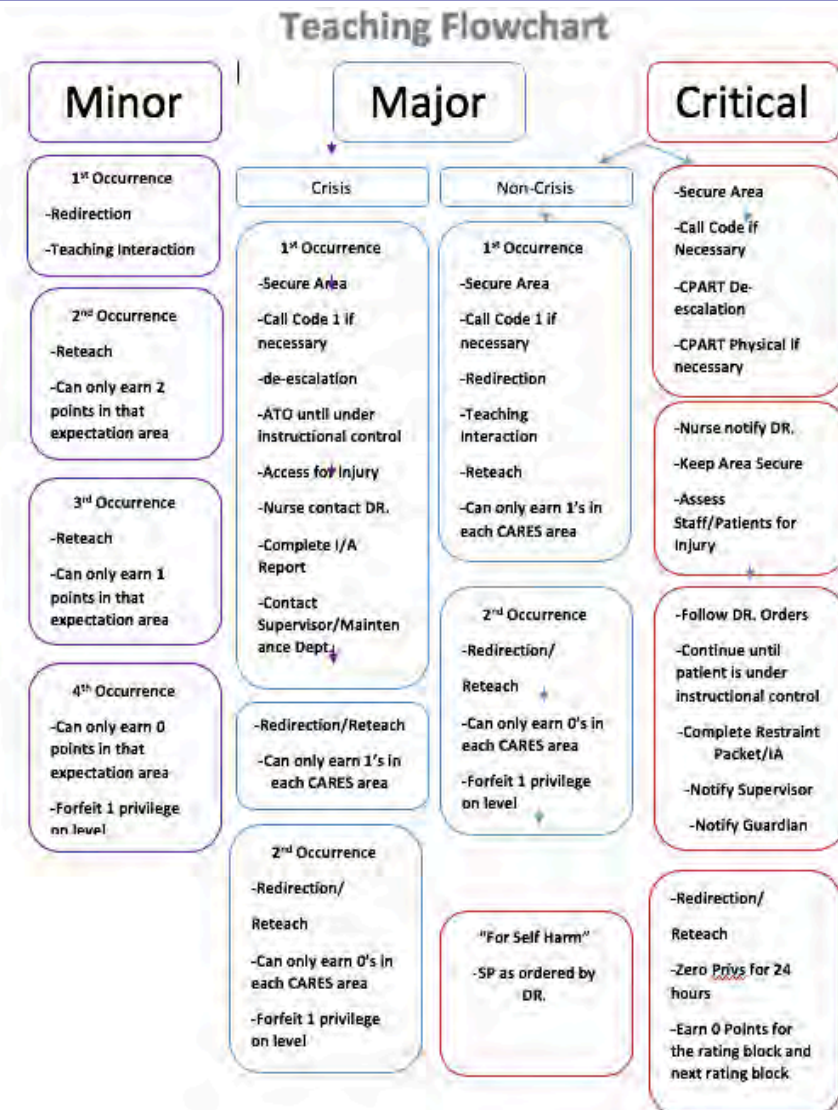 Teaching Flowchart
Minor
1st Occurrence
-Redirection
-Teaching Interaction
2nd Occurrence
-Reteach
-Can only earn 2
points in that
expectation area
3rd Occurrence
-Reteach
-Can only earn 1
points in that
expectation area
4th Occurrence
-Can only earn 0
points in that
expectation area
-Forfeit 1 privilege
on level
Major
Crisis
1st Occurrence
-Secure Area
-Call Code 1 if
necessary
-de-escalation
-ATO until under
instructional control
-Access for Injury
-Nurse contact DR.
-Complete I/A
Report
-Contact
Supervisor/Mainten
ance Dept.
-Redirection/Reteach
-Can only earn 1's in
each CARES area
2nd Occurrence
-Redirection/
Reteach
-Can only earn 0's in
each CARES area
-Forfeit 1 privilege
on level
Non-Crisis
1st Occurrence
-Secure Area
-Call Code 1 if
necessary
-Redirection
-Teaching
Interaction
-Reteach
-Can only earn 1's in
each CARES area
2nd Occurrence
-Redirection/
Reteach
-Can only earn 0's in
each CARES area
-Forfeit 1 privilege
on level
"For Self Harm"
-SP as ordered by
DR.
Critical
-Secure Area
-Call Code if
Necessary
-CPART De-
escalation
-CPART Physical if
necessary
-Nurse notify DR.
-Keep Area Secure
-Assess
Staff/Patients for
Injury
-Follow DR. Orders
-Continue until
patient is under
instructional control
-Complete Restraint
Packet/IA
-Notify Supervisor
-Notify Guardian
-Redirection/
Reteach
-Zero Privs for 24
hours
-Earn 0 Points for
the rating block and
next rating block